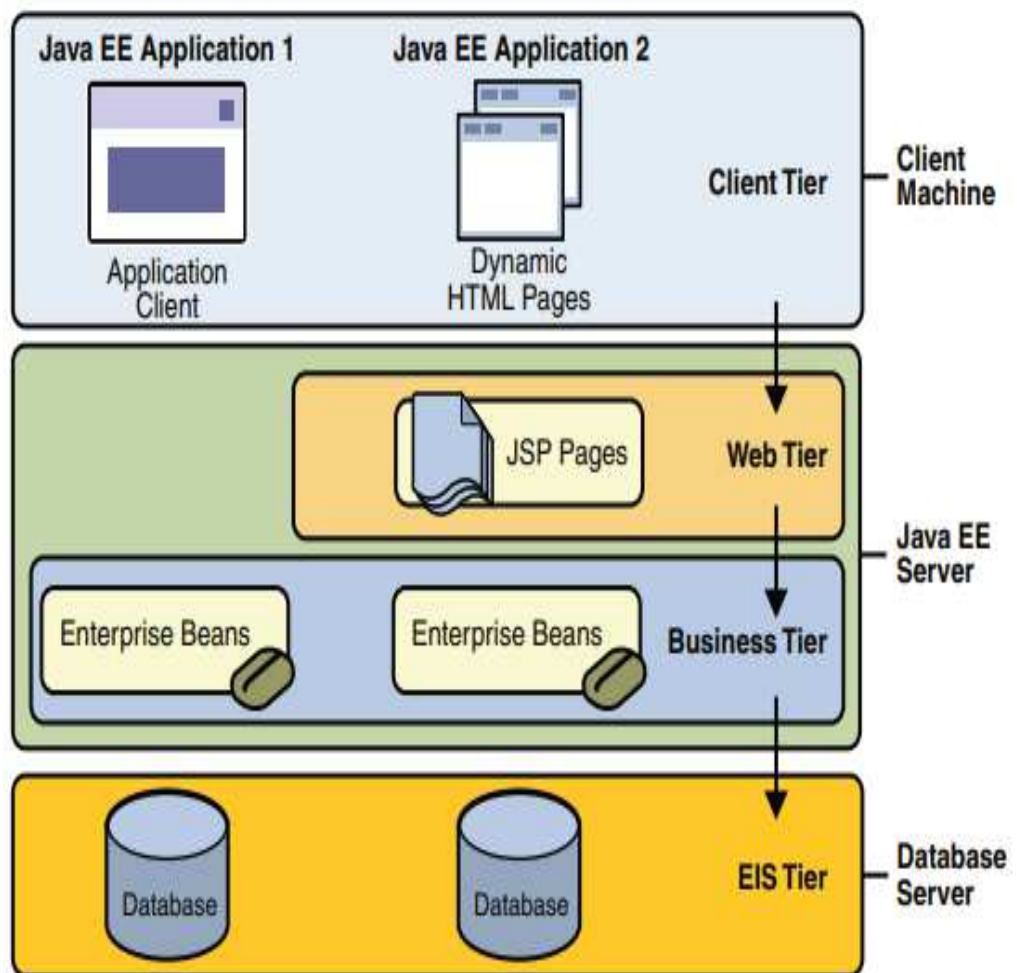 Java EE Application 1
Java EE Application 2
Application
Client
Dynamic
HTML Pages
Client Tier
Client
Machine
JSP Pages
Web Tier
Java EE
Server
Enterprise Beans
Enterprise Beans
Business Tier
Database
Database
EIS Tier
Database
Server